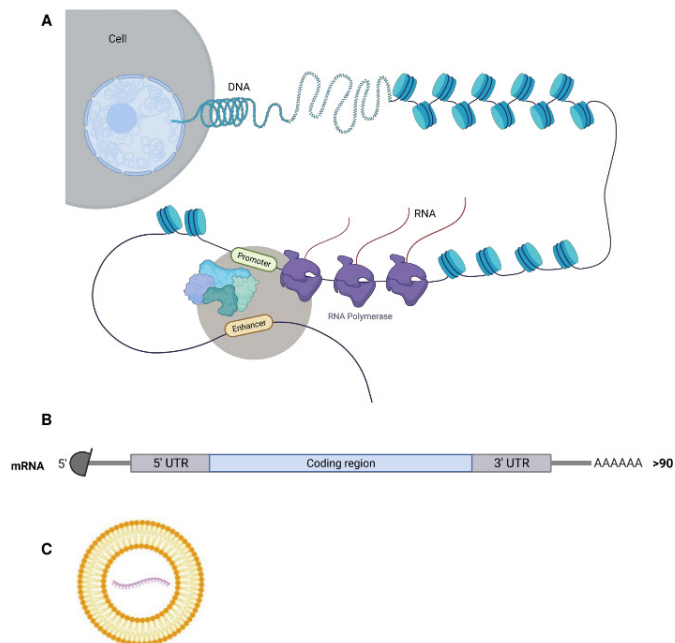 A
Cell
DNA
RNA
Promoter
RNA Polymerase
Enhancer
B
mRNA 5' 5' UTR Coding region 3' UTR AAAAAA >90
C